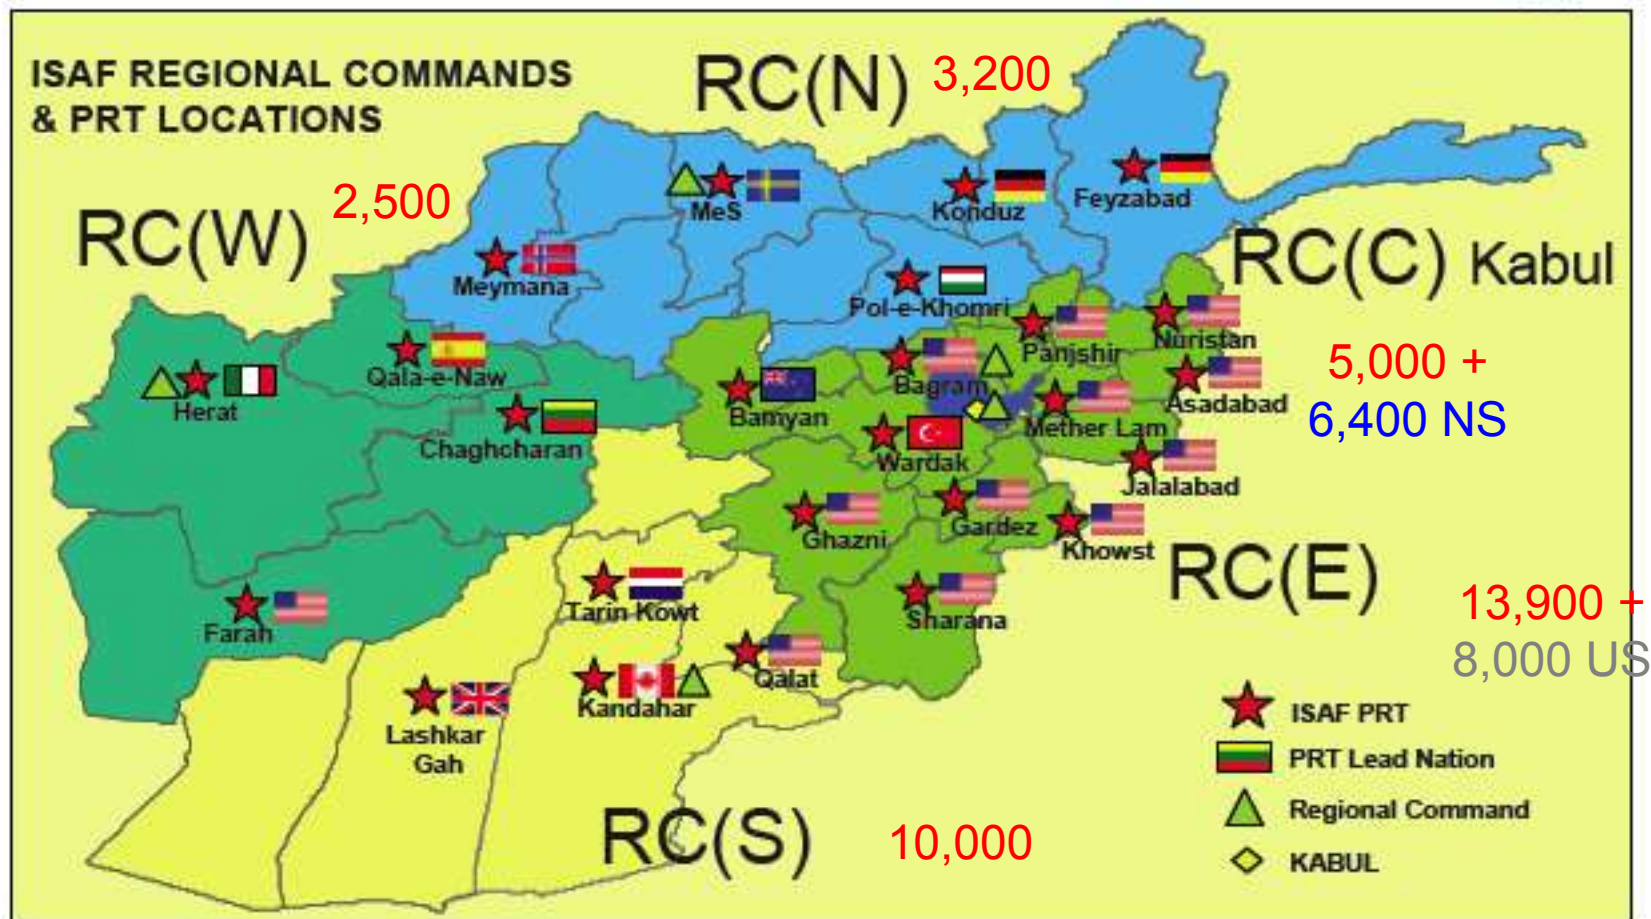 ISAF REGIONAL COMMANDS
& PRT LOCATIONS
RC(N) 3,200
RC(W) 2,500
MeS
Konduz
Feyzabad
Meymana
Pol-e-Khomri
RC(C) Kabul
5,000 +
6,400 NS
Herat
Qala-e-Naw
Chaghcharan
Farah
Bamyan
Bagram
Panjshir
Nuristan
Asadabad
Mether Lam
Wardak
Jalalabad
Ghazni
Gardez
Khowst
Sharana
RC(E)
13,900 +
8,000 US
Tarin Kowt
Qalat
Kandahar
Lashkar
Gah
RC(S) 10,000
ISAF PRT
PRT Lead Nation
Regional Command
KABUL